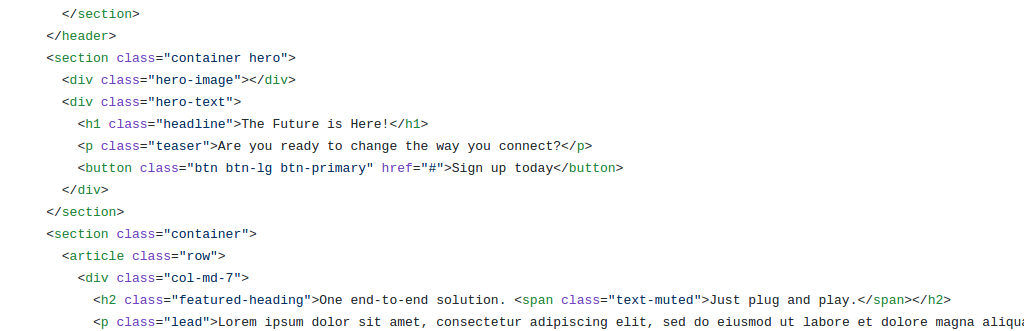 </section>
</header>
<section class="container hero">
<div class="hero-image"></div>
<div class="hero-text">
<h1 class="headline">The Future is Here!</h1>
<p class="teaser">Are you ready to change the way you connect?</p>
<button class="btn btn-lg btn-primary" href="#">Sign up today</button>
</div>
</section>
<section class="container">
<article class="row">
<div class="col-md-7">
<h2 class="featured-heading">One end-to-end solution. <span class="text-muted">Just plug and play.</span></h2>
<p class="lead">Lorem ipsum dolor sit amet, consectetur adipiscing elit, sed do eiusmod ut labore et dolore magna aliqua